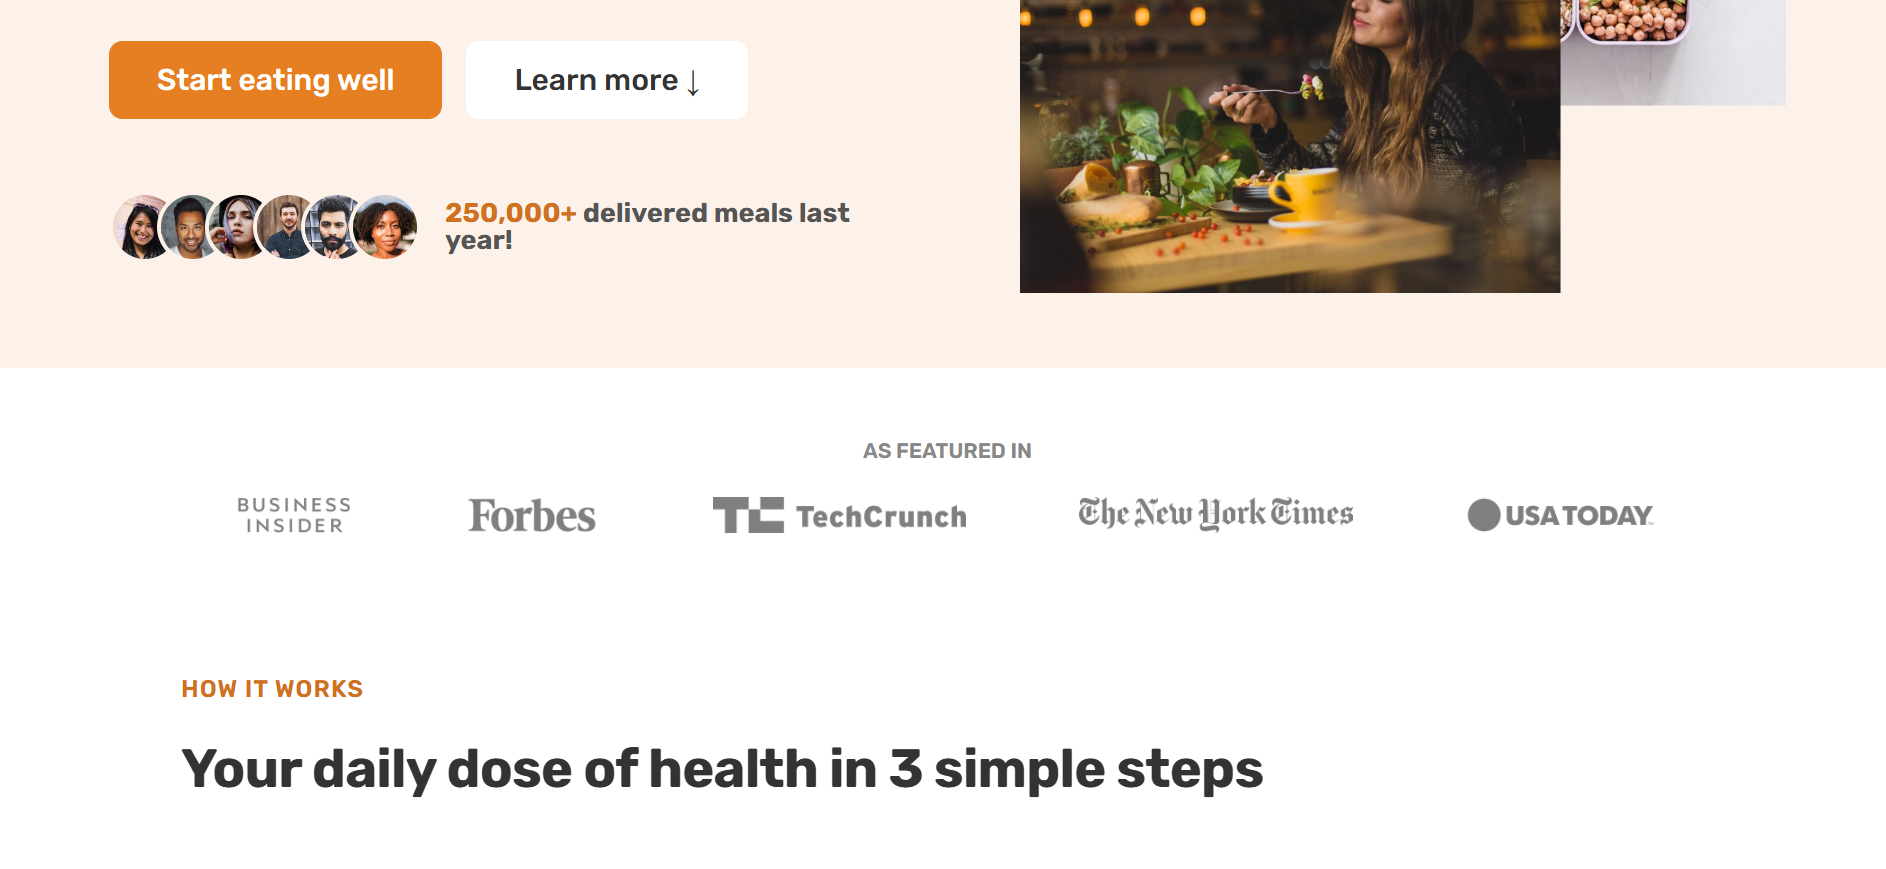 Start eating well
Learn more ↓
250,000+ delivered meals last
year!
AS FEATURED IN
BUSINESS
INSIDER
Forbes
TC TechCrunch
The New York Times
USA TODAY
HOW IT WORKS
Your daily dose of health in 3 simple steps